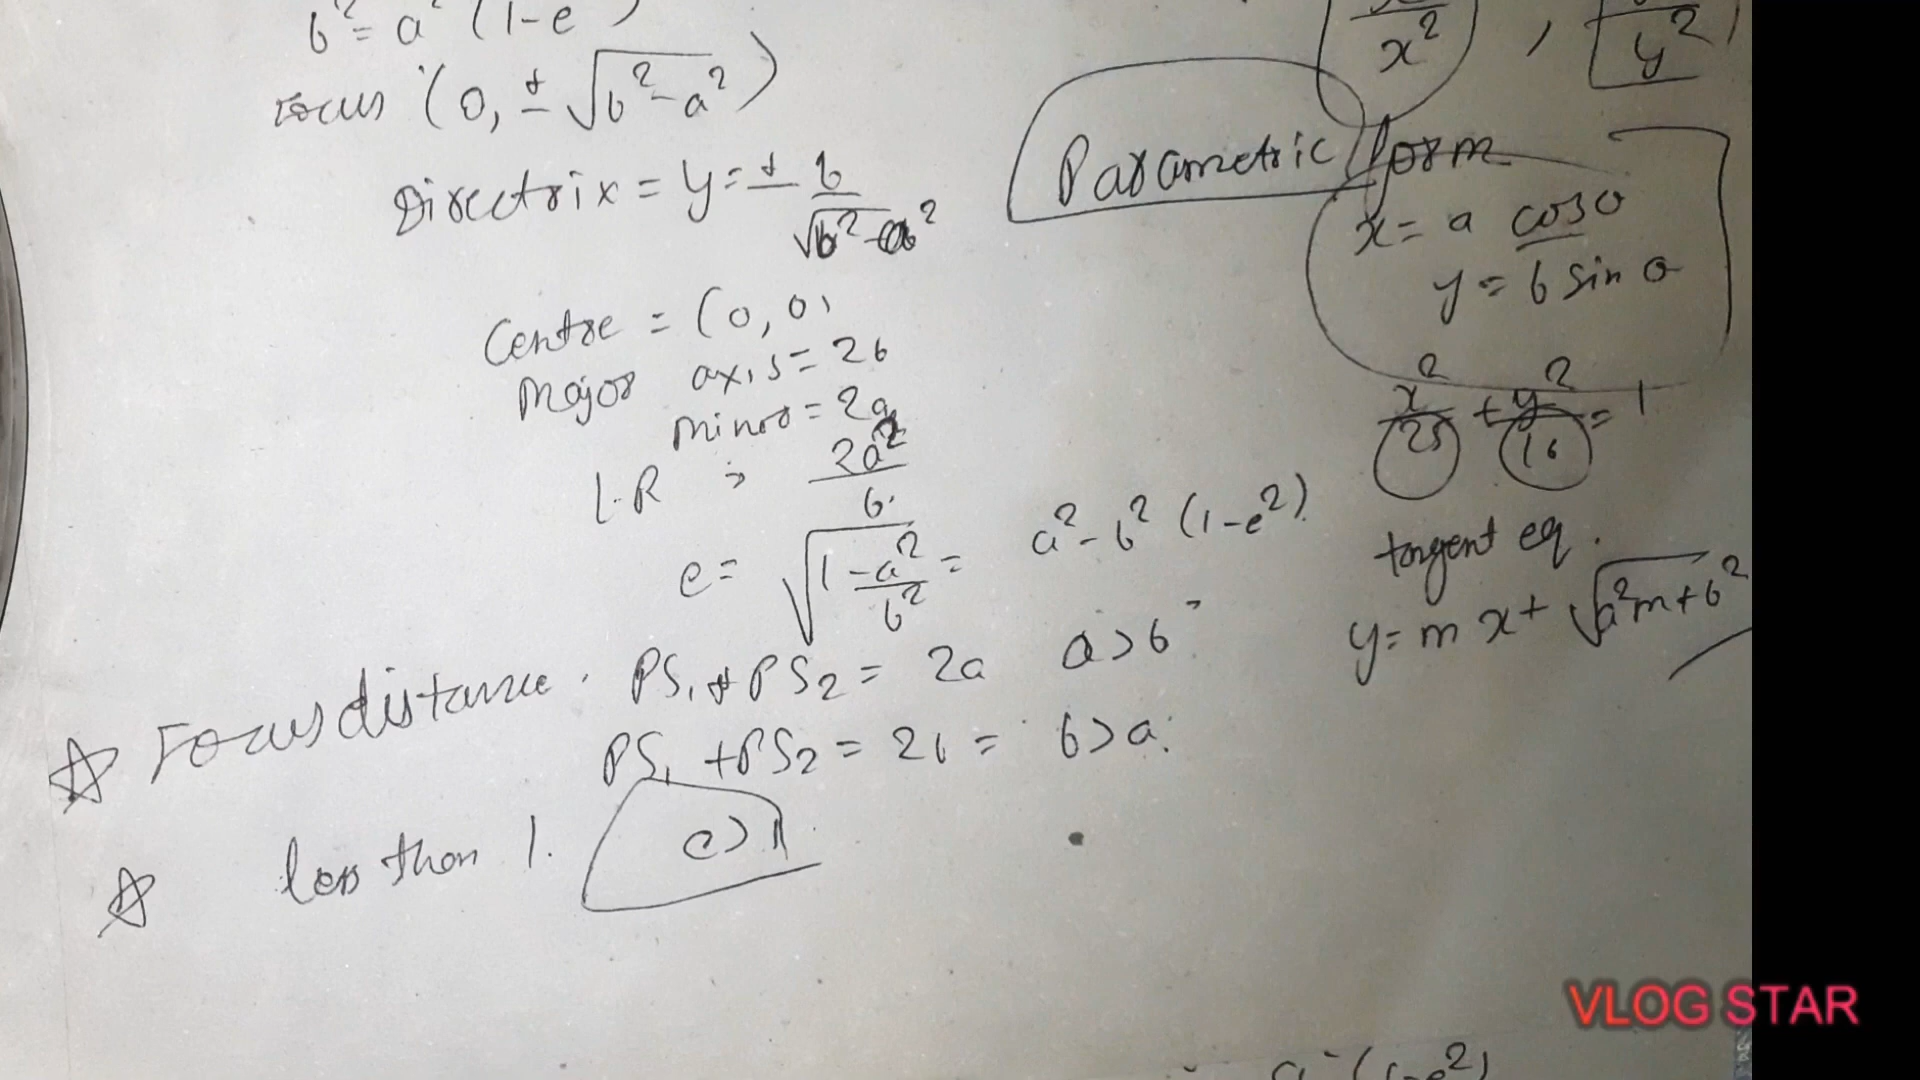 b² = a² (1-e )
Focus (0, ± √b²-a²)
Directrix = y = ± b/√b²-a²
Centre = (0, 0)
Major axis = 2b
minor = 2a
L.R = 2a²/b
e = √1-a²/b² = a² - b² (1-e²).
☆ Focus distance. PS₁ + PS₂ = 2a a>b
PS₁ + PS₂ = 2b = b>a.
☆ less than 1. e>1
x² , y²
Parametric form
x = a cosθ
y = b sin θ
x²/25 + y²/16 = 1
tangent eq.
y = m x + √a²m+b²
(1-e²)
VLOG STAR